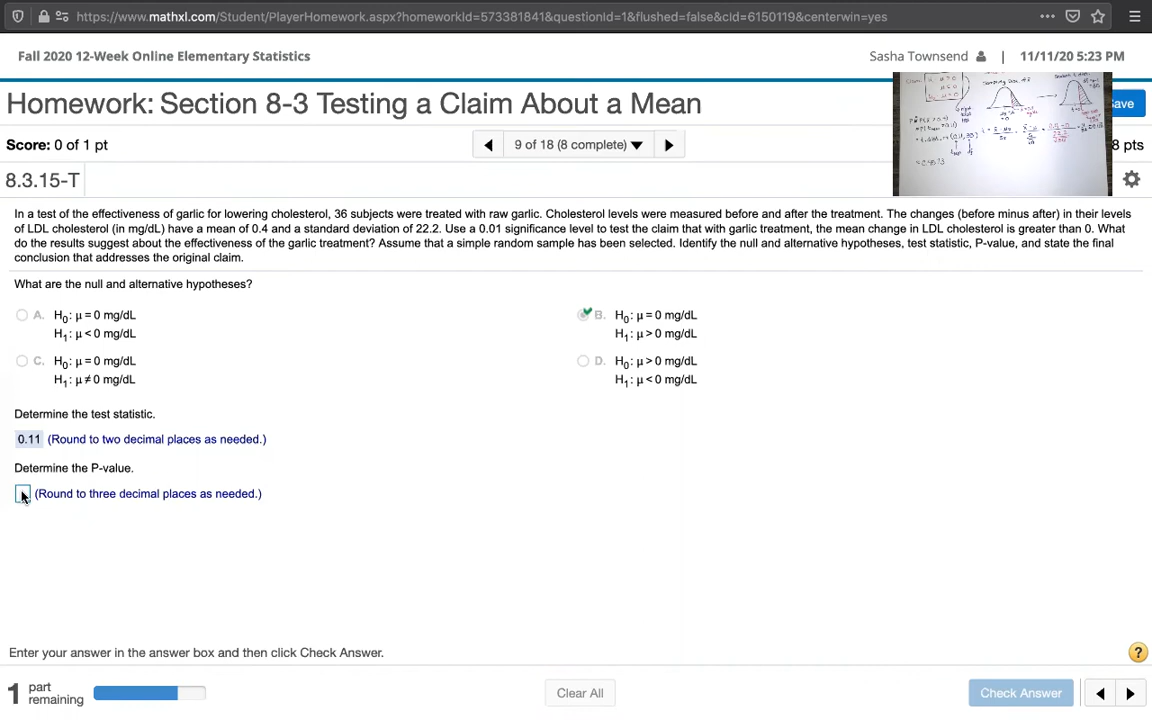 https://www.mathxl.com/Student/PlayerHomework.aspx?homeworkId=573381841&questionId=1&flushed=false&cId=6150119&centerwin=yes
Fall 2020 12-Week Online Elementary Statistics
Sasha Townsend | 11/11/20 5:23 PM
Homework: Section 8-3 Testing a Claim About a Mean
ave
Score: 0 of 1 pt
9 of 18 (8 complete)
8 pts
8.3.15-T
In a test of the effectiveness of garlic for lowering cholesterol, 36 subjects were treated with raw garlic. Cholesterol levels were measured before and after the treatment. The changes (before minus after) in their levels
of LDL cholesterol (in mg/dL) have a mean of 0.4 and a standard deviation of 22.2. Use a 0.01 significance level to test the claim that with garlic treatment, the mean change in LDL cholesterol is greater than 0. What
do the results suggest about the effectiveness of the garlic treatment? Assume that a simple random sample has been selected. Identify the null and alternative hypotheses, test statistic, P-value, and state the final
conclusion that addresses the original claim.
What are the null and alternative hypotheses?
A. H0: μ = 0 mg/dL
H1: μ < 0 mg/dL
B. H0: μ = 0 mg/dL
H1: μ > 0 mg/dL
C. H0: μ = 0 mg/dL
H1: μ ≠ 0 mg/dL
D. H0: μ > 0 mg/dL
H1: μ < 0 mg/dL
Determine the test statistic.
0.11 (Round to two decimal places as needed.)
Determine the P-value.
(Round to three decimal places as needed.)
Enter your answer in the answer box and then click Check Answer.
?
1 part remaining
Clear All
Check Answer